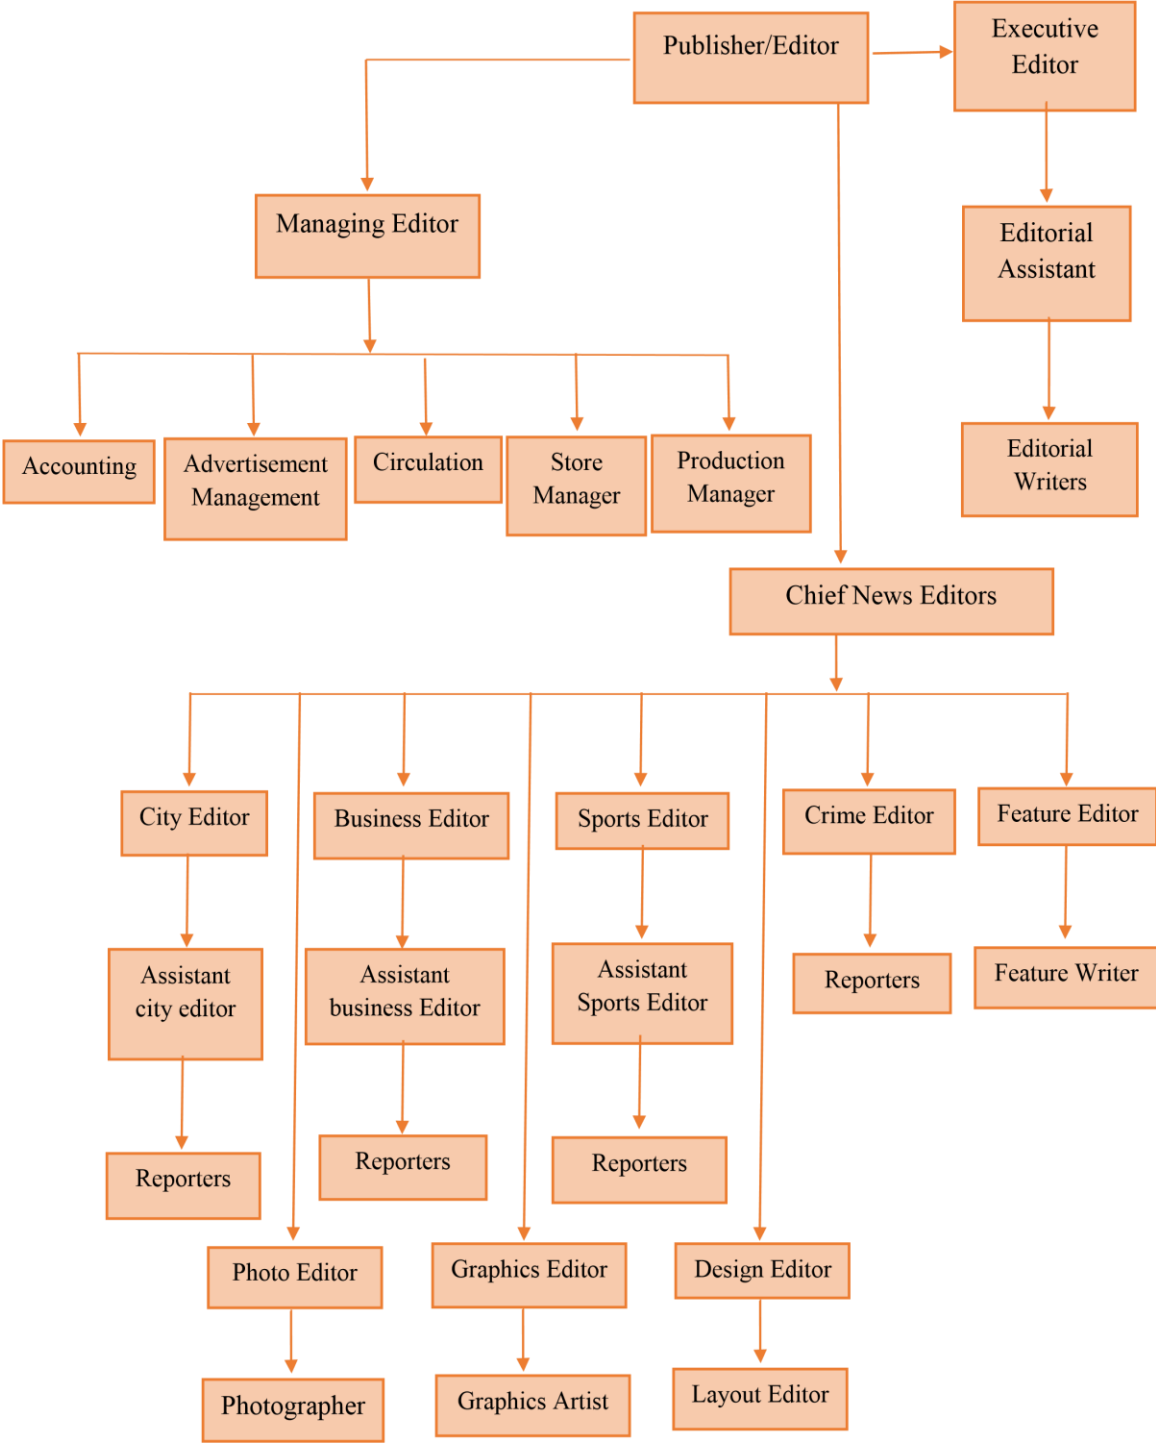 Publisher/Editor
Executive
Editor
Managing Editor
Editorial
Assistant
Accounting
Advertisement
Management
Circulation
Store
Manager
Production
Manager
Editorial
Writers
Chief News Editors
City Editor
Business Editor
Sports Editor
Crime Editor
Feature Editor
Assistant
city editor
Assistant
business Editor
Assistant
Sports Editor
Reporters
Feature Writer
Reporters
Reporters
Reporters
Photo Editor
Graphics Editor
Design Editor
Photographer
Graphics Artist
Layout Editor